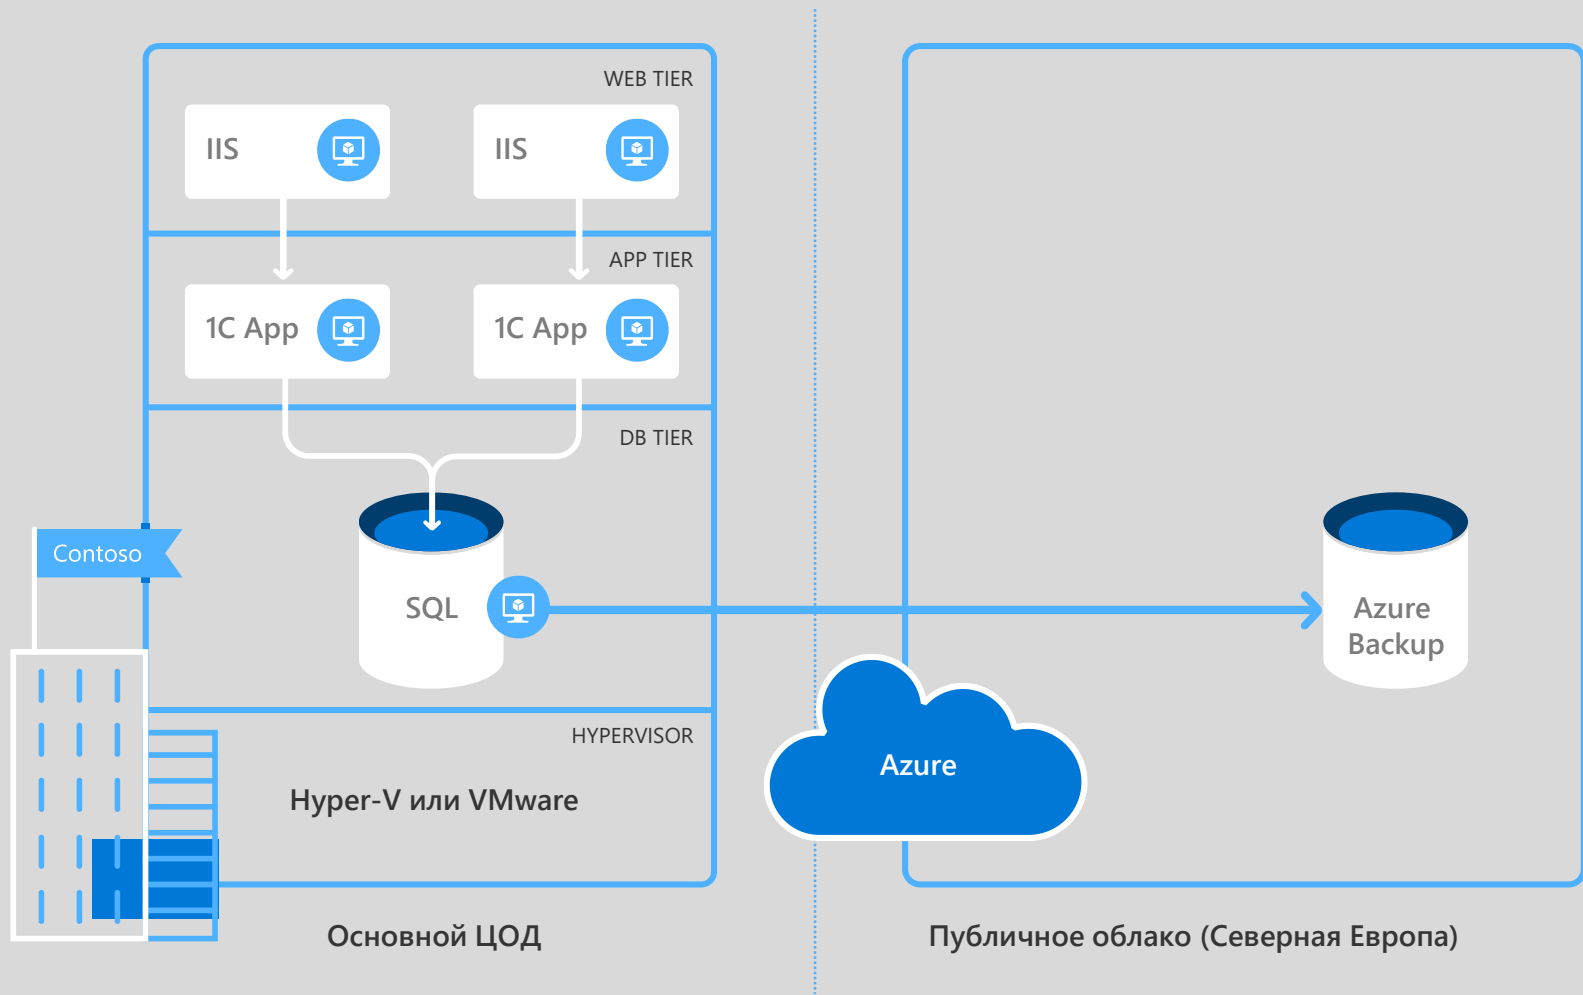 WEB TIER
IIS
IIS
APP TIER
1C App
1C App
DB TIER
Contoso
SQL
Azure
Backup
HYPERVISOR
Azure
Hyper-V или VMware
Основной ЦОД
Публичное облако (Северная Европа)